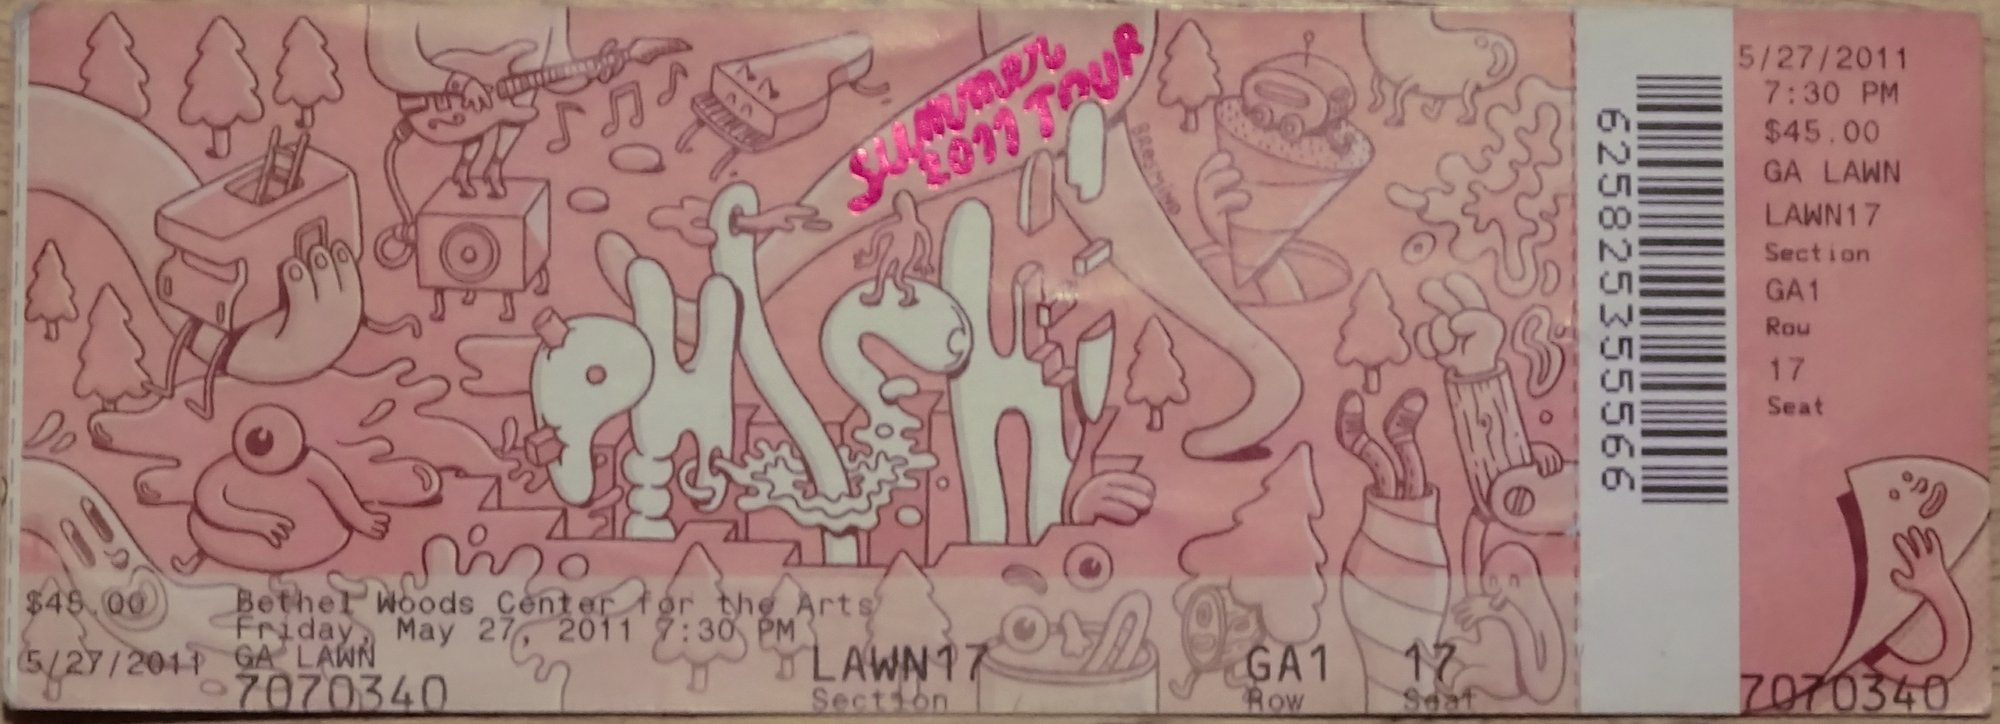 SUMMER
2011 TOUR
PHISH
$45.00
Bethel Woods Center for the Arts
Friday, May 27, 2011 7:30 PM
5/27/2011
GA LAWN
7070340
LAWN17
Section
GA1
Row
17
Seat
625825355566
5/27/2011
7:30 PM
$45.00
GA LAWN
LAWN17
Section
GA1
Row
17
Seat
7070340